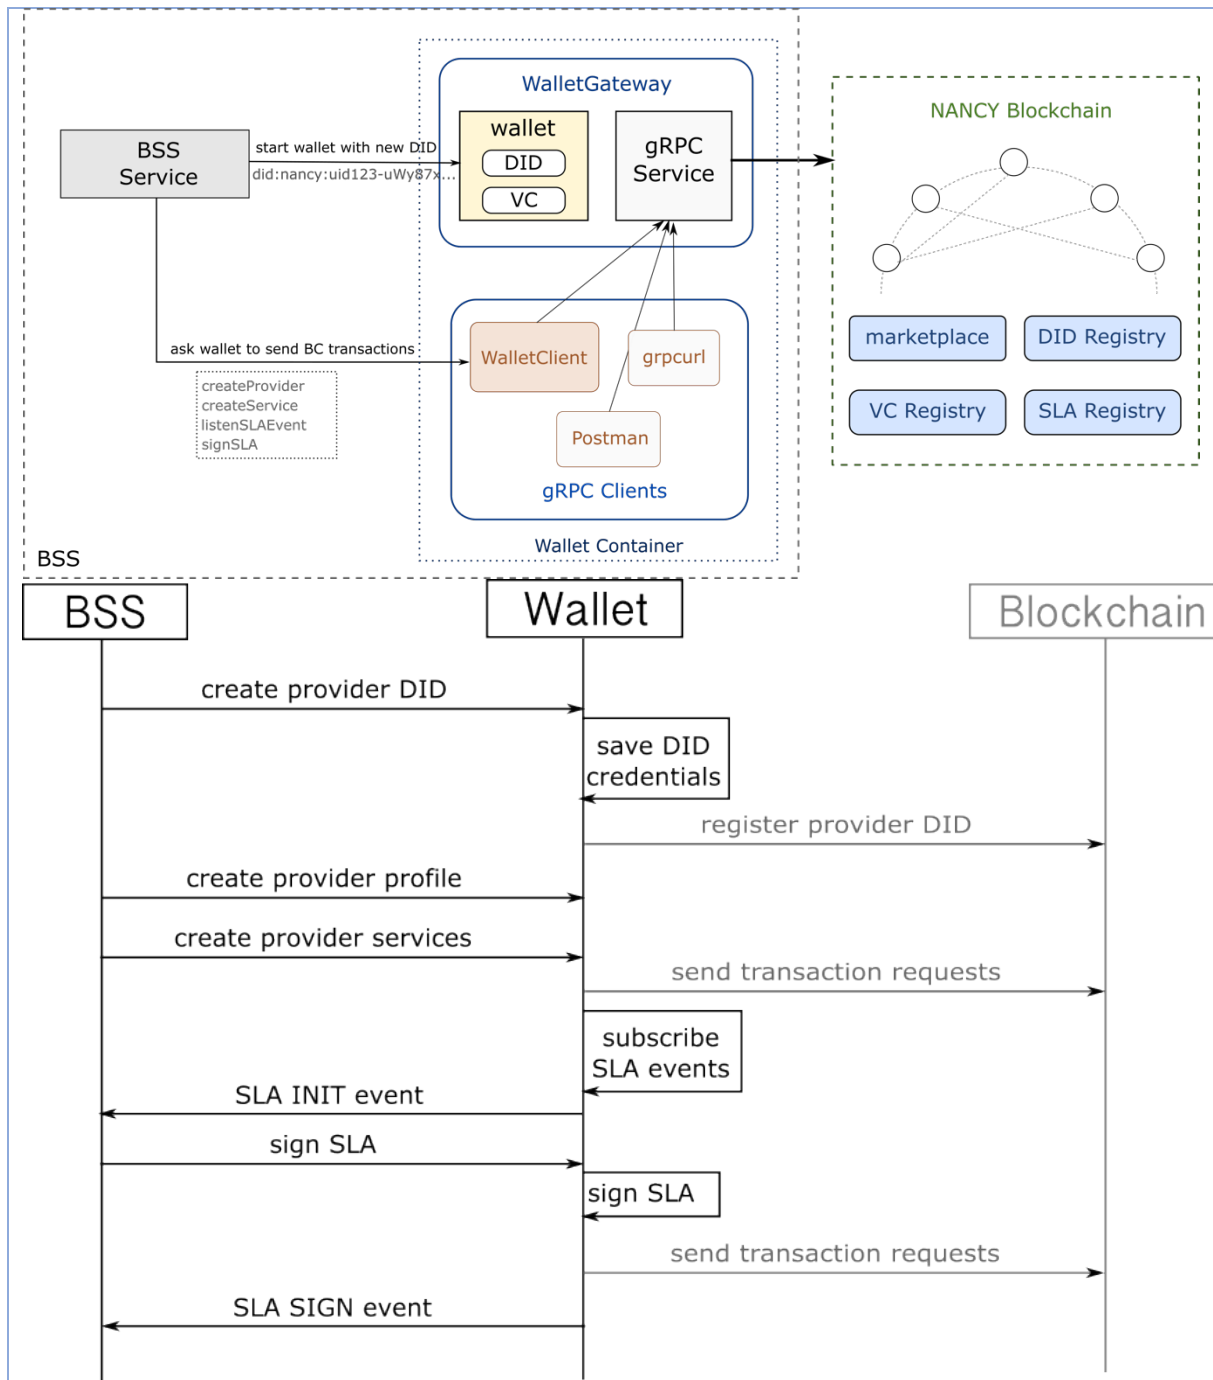 WalletGateway
NANCY Blockchain
BSS
Service
start wallet with new DID
did:nancy:uid123-uWy87x...
wallet
DID
VC
gRPC
Service
ask wallet to send BC transactions
createProvider
createService
listenSLAEvent
signSLA
WalletClient
grpcurl
Postman
gRPC Clients
Wallet Container
BSS
marketplace
DID Registry
VC Registry
SLA Registry
BSS
Wallet
Blockchain
create provider DID
save DID
credentials
register provider DID
create provider profile
create provider services
send transaction requests
subscribe
SLA events
SLA INIT event
sign SLA
sign SLA
send transaction requests
SLA SIGN event